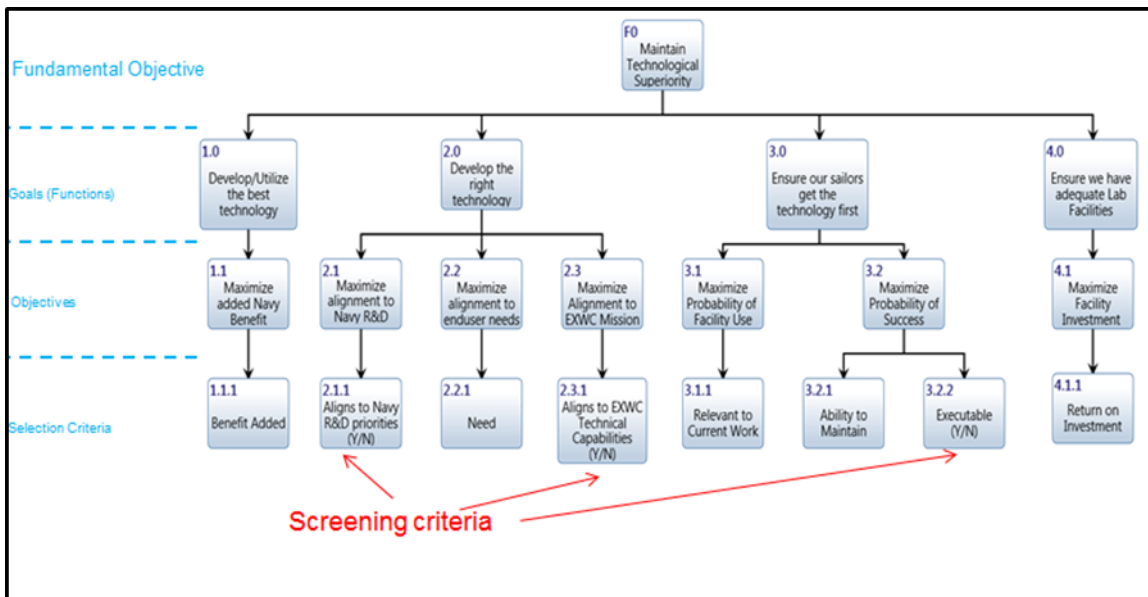 F0
Maintain
Technological
Superiority
Fundamental Objective
1.0
Develop/Utilize
the best
technology
2.0
Develop the
right
technology
3.0
Ensure our sailors
get the
technology first
4.0
Ensure we have
adequate Lab
Facilities
Goals (Functions)
1.1
Maximize
added Navy
Benefit
2.1
Maximize
alignment to
Navy R&D
2.2
Maximize
alignment to
enduser needs
2.3
Maximize
Alignment to
EXWC Mission
3.1
Maximize
Probability of
Facility Use
3.2
Maximize
Probability of
Success
4.1
Maximize
Facility
Investment
Objectives
1.1.1
Benefit Added
2.1.1
Aligns to Navy
R&D priorities
(Y/N)
2.2.1
Need
2.3.1
Aligns to EXWC
Technical
Capabilities
(Y/N)
3.1.1
Relevant to
Current Work
3.2.1
Ability to
Maintain
3.2.2
Executable
(Y/N)
4.1.1
Return on
Investment
Selection Criteria
Screening criteria